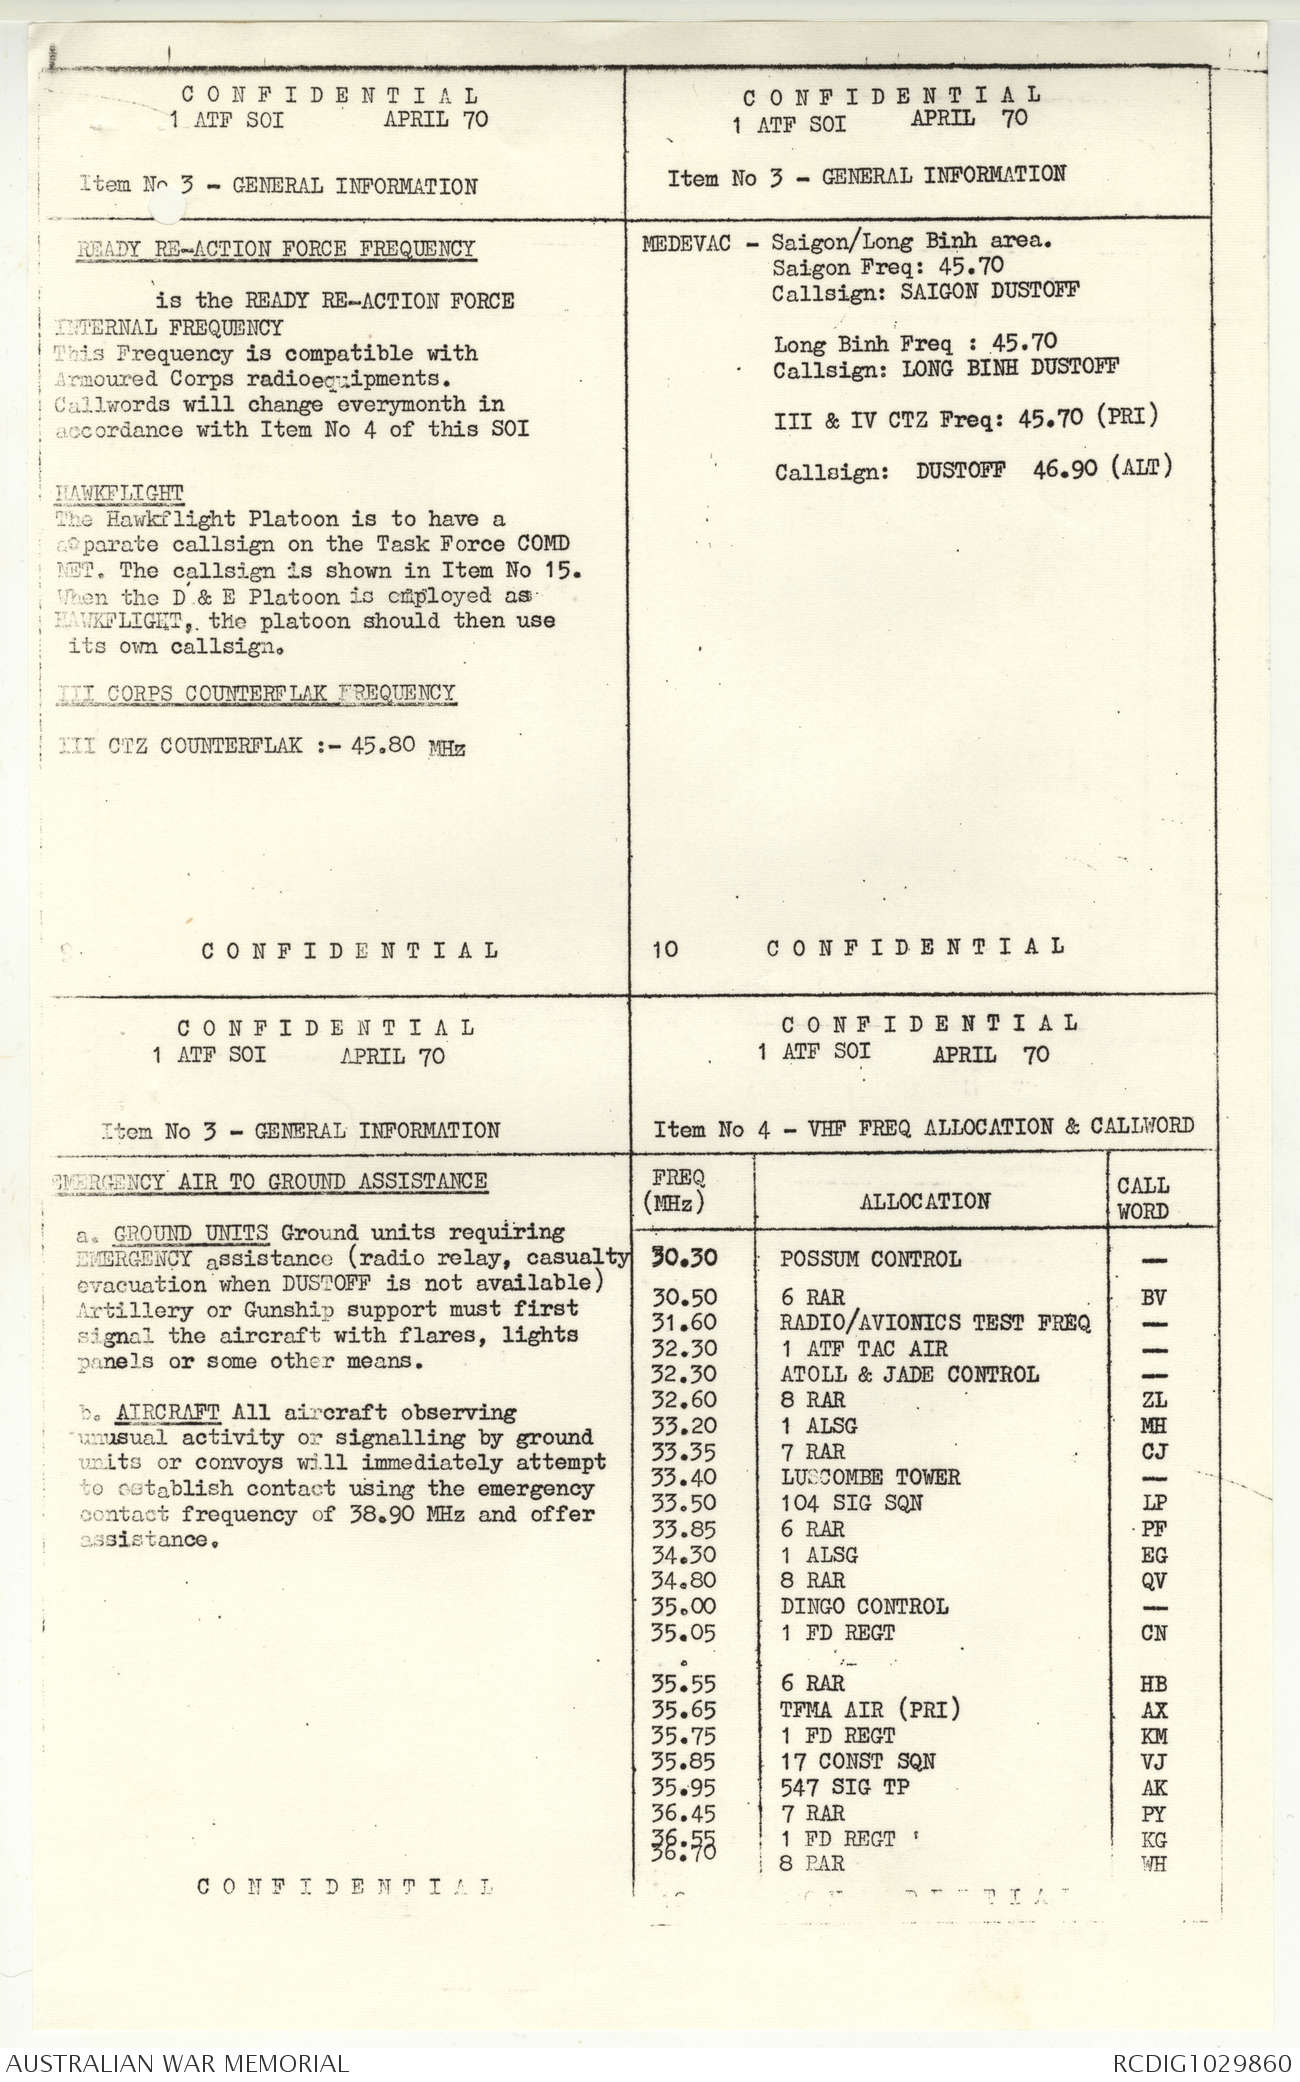 C O N F I D E N T I A L
1 ATF SOI APRIL 70
Item No 3 - GENERAL INFORMATION
READY RE-ACTION FORCE FREQUENCY
is the READY RE-ACTION FORCE
INTERNAL FREQUENCY
This Frequency is compatible with
Armoured Corps radioequipments.
Callwords will change everymonth in
accordance with Item No 4 of this SOI
HAWKFLIGHT
The Hawkflight Platoon is to have a
separate callsign on the Task Force COMD
NET. The callsign is shown in Item No 15.
When the D & E Platoon is employed as
HAWKFLIGHT, the platoon should then use
its own callsign.
III CORPS COUNTERFLAK FREQUENCY
III CTZ COUNTERFLAK :- 45.80 MHz
9.
C O N F I D E N T I A L
C O N F I D E N T I A L
1 ATF SOI APRIL 70
Item No 3 - GENERAL INFORMATION
MEDEVAC - Saigon/Long Binh area.
Saigon Freq: 45.70
Callsign: SAIGON DUSTOFF
Long Binh Freq : 45.70
Callsign: LONG BINH DUSTOFF
III & IV CTZ Freq: 45.70 (PRI)
Callsign: DUSTOFF 46.90 (ALT)
10 C O N F I D E N T I A L
C O N F I D E N T I A L
1 ATF SOI APRIL 70
Item No 3 - GENERAL INFORMATION
EMERGENCY AIR TO GROUND ASSISTANCE
a. GROUND UNITS Ground units requiring
EMERGENCY assistance (radio relay, casualty
evacuation when DUSTOFF is not available)
Artillery or Gunship support must first
signal the aircraft with flares, lights
panels or some other means.
b. AIRCRAFT All aircraft observing
unusual activity or signalling by ground
units or convoys will immediately attempt
to establish contact using the emergency
contact frequency of 38.90 MHz and offer
assistance.
C O N F I D E N T I A L
C O N F I D E N T I A L
1 ATF SOI APRIL 70
Item No 4 - VHF FREQ ALLOCATION & CALLWORD
FREQ (MHz) ALLOCATION CALL WORD
30.30 POSSUM CONTROL —
30.50 6 RAR BV
31.60 RADIO/AVIONICS TEST FREQ —
32.30 1 ATF TAC AIR —
32.30 ATOLL & JADE CONTROL —
32.60 8 RAR ZL
33.20 1 ALSG MH
33.35 7 RAR CJ
33.40 LUSCOMBE TOWER —
33.50 104 SIG SQN LP
33.85 6 RAR PF
34.30 1 ALSG EG
34.80 8 RAR QV
35.00 DINGO CONTROL —
35.05 1 FD REGT CN
35.55 6 RAR HB
35.65 TFMA AIR (PRI) AX
35.75 1 FD REGT KM
35.85 17 CONST SQN VJ
35.95 547 SIG TP AK
36.45 7 RAR PY
36.55 1 FD REGT KG
36.70 8 RAR WH
AUSTRALIAN WAR MEMORIAL RCDIG1029860